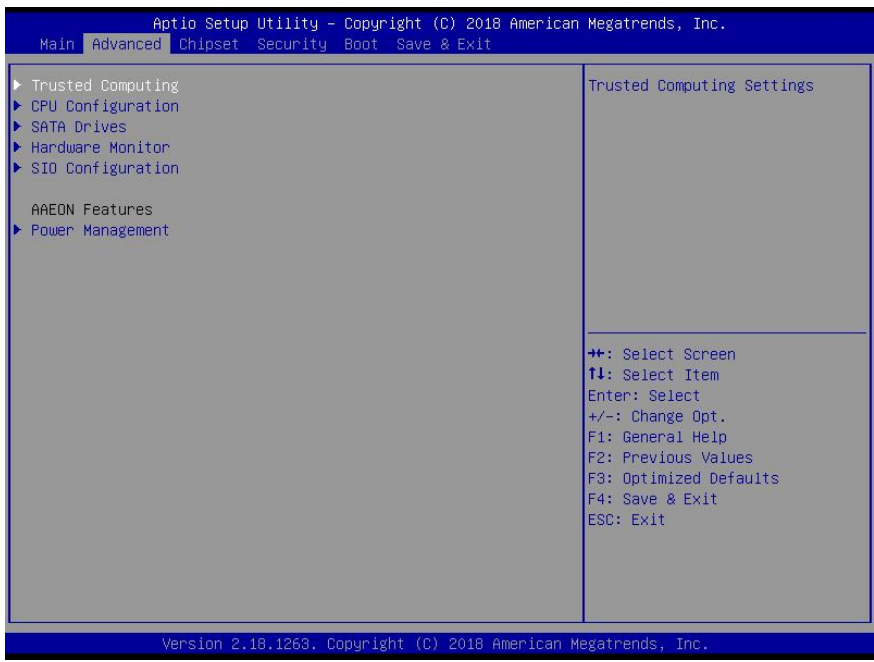 Aptio Setup Utility – Copyright (C) 2018 American Megatrends, Inc.
Main Advanced Chipset Security Boot Save & Exit
▶ Trusted Computing
▶ CPU Configuration
▶ SATA Drives
▶ Hardware Monitor
▶ SIO Configuration
AAEON Features
▶ Power Management
Trusted Computing Settings
→←: Select Screen
↑↓: Select Item
Enter: Select
+/-: Change Opt.
F1: General Help
F2: Previous Values
F3: Optimized Defaults
F4: Save & Exit
ESC: Exit
Version 2.18.1263. Copyright (C) 2018 American Megatrends, Inc.